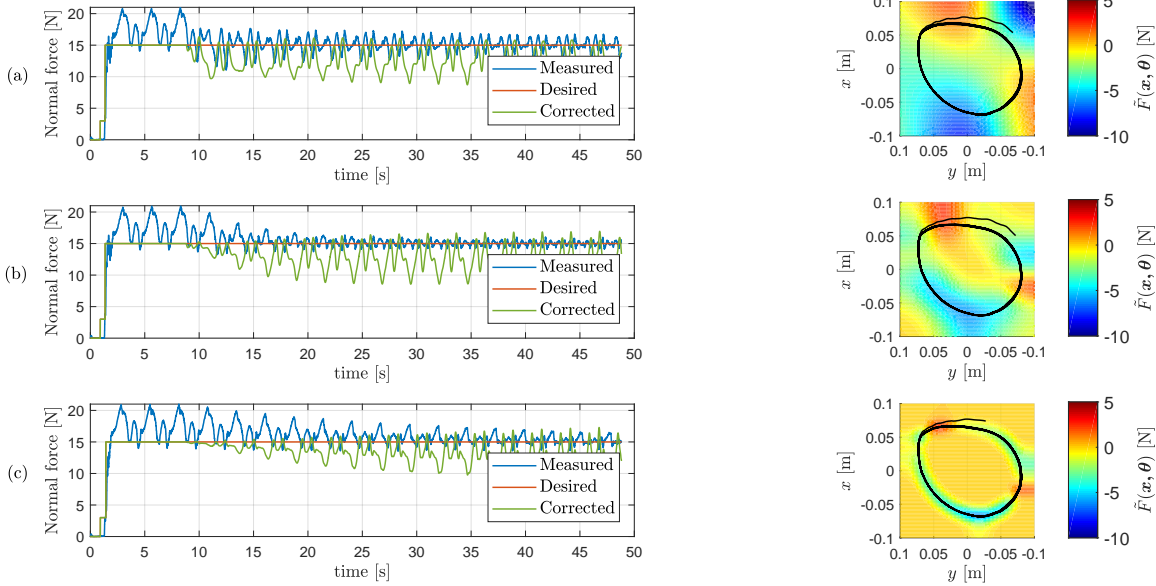 (a)
Normal force [N]
20
15
10
5
0
0 5 10 15 20 25 30 35 40 45 50
time [s]
Measured
Desired
Corrected
x [m]
0.1
0.05
0
-0.05
-0.1
0.1 0.05 0 -0.05 -0.1
y [m]
5
0
-5
-10
F̃(x, θ) [N]
(b)
Normal force [N]
20
15
10
5
0
0 5 10 15 20 25 30 35 40 45 50
time [s]
Measured
Desired
Corrected
x [m]
0.1
0.05
0
-0.05
-0.1
0.1 0.05 0 -0.05 -0.1
y [m]
5
0
-5
-10
F̃(x, θ) [N]
(c)
Normal force [N]
20
15
10
5
0
0 5 10 15 20 25 30 35 40 45 50
time [s]
Measured
Desired
Corrected
x [m]
0.1
0.05
0
-0.05
-0.1
0.1 0.05 0 -0.05 -0.1
y [m]
5
0
-5
-10
F̃(x, θ) [N]